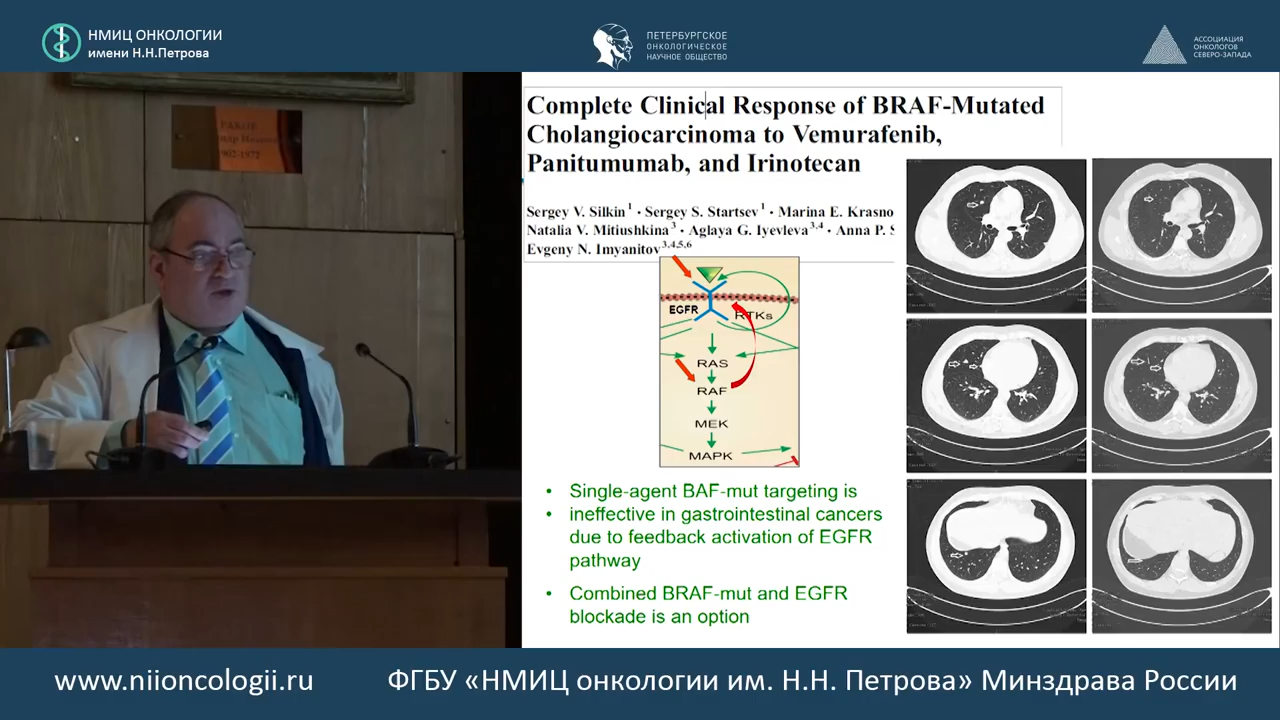 НМИЦ ОНКОЛОГИИ
имени Н.Н.Петрова
ПЕТЕРБУРГСКОЕ
ОНКОЛОГИЧЕСКОЕ
НАУЧНОЕ ОБЩЕСТВО
АССОЦИАЦИЯ
ОНКОЛОГОВ
СЕВЕРО-ЗАПАДА
1902-1972
Complete Clinical Response of BRAF-Mutated
Cholangiocarcinoma to Vemurafenib,
Panitumumab, and Irinotecan
Sergey V. Silkin1 · Sergey S. Startsev1 · Marina E. Krasno
Natalia V. Mitiushkina3 · Aglaya G. Iyevleva3,4 · Anna P. S
Evgeny N. Imyanitov3,4,5,6
EGFR
RTKs
RAS
RAF
MEK
MAPK
• Single-agent BAF-mut targeting is
• ineffective in gastrointestinal cancers
due to feedback activation of EGFR
pathway
• Combined BRAF-mut and EGFR
blockade is an option
www.niioncologii.ru
ФГБУ «НМИЦ онкологии им. Н.Н. Петрова» Минздрава России